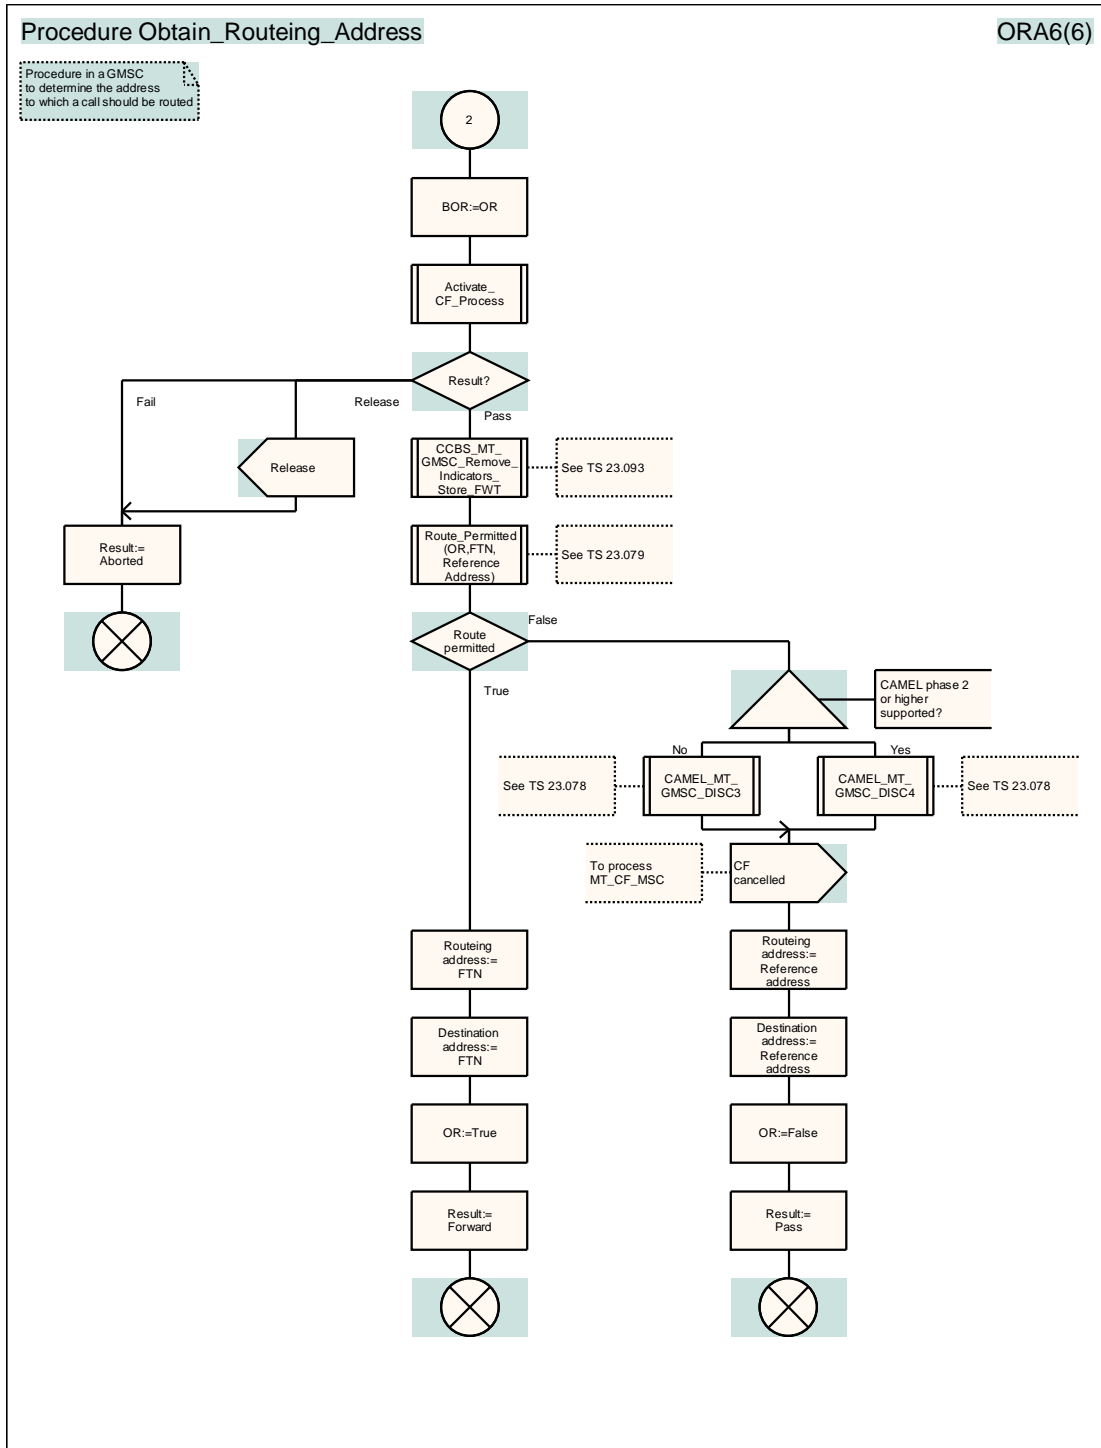 Procedure Obtain_Routeing_Address
ORA6(6)
Procedure in a GMSC
to determine the address
to which a call should be routed
2
BOR:=OR
Activate_
CF_Process
Result?
Fail
Release
Pass
Release
CCBS_MT_
GMSC_Remove_
Indicators_
Store_FWT
See TS 23.093
Result:=
Aborted
Route_Permitted
(OR,FTN,
Reference
Address)
See TS 23.079
Route
permitted
False
True
CAMEL phase 2
or higher
supported?
No
Yes
See TS 23.078
CAMEL_MT_
GMSC_DISC3
CAMEL_MT_
GMSC_DISC4
See TS 23.078
To process
MT_CF_MSC
CF
cancelled
Routeing
address:=
FTN
Routeing
address:=
Reference
address
Destination
address:=
FTN
Destination
address:=
Reference
address
OR:=True
OR:=False
Result:=
Forward
Result:=
Pass